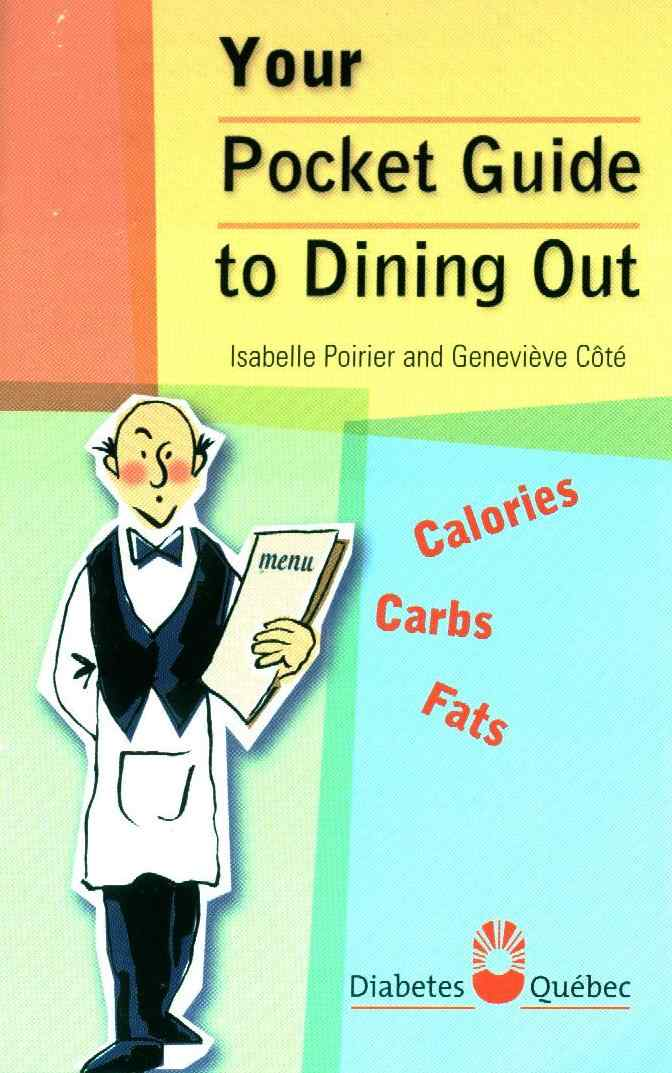 Your
Pocket Guide
to Dining Out
Isabelle Poirier and Geneviève Côté
menu
Calories
Carbs
Fats
Diabetes Québec